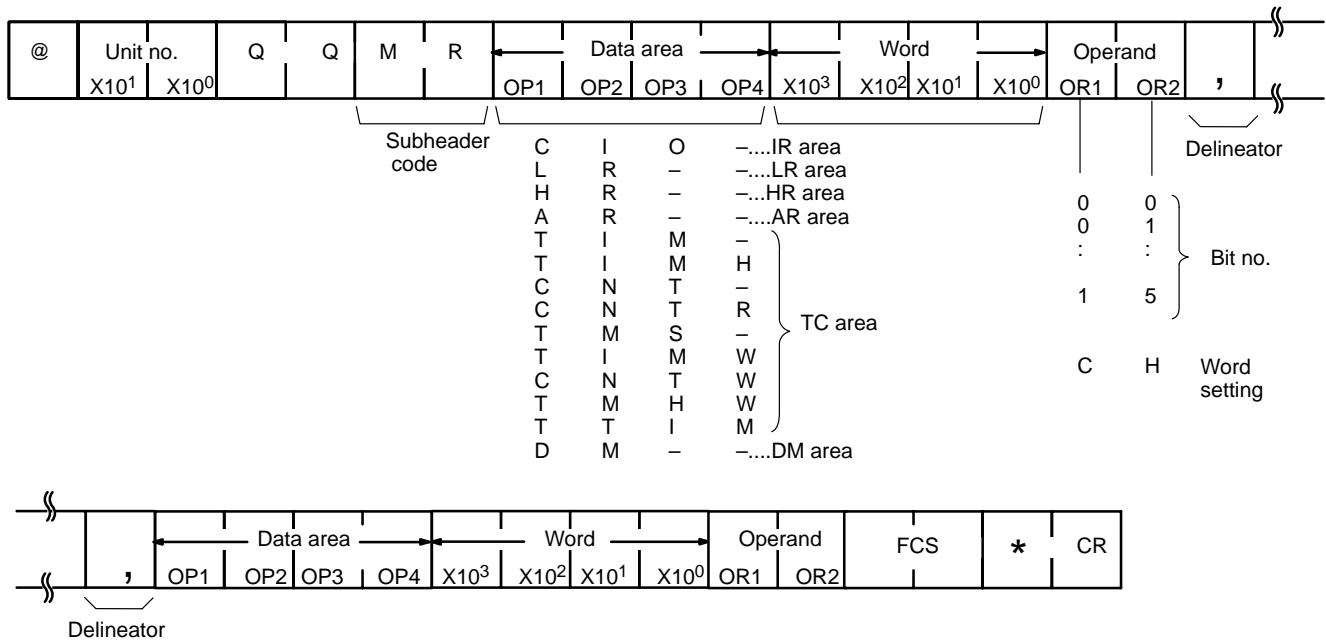 @ Unit no. Q Q M R Data area Word Operand ,
X10¹ X10⁰ OP1 OP2 OP3 OP4 X10³ X10² X10¹ X10⁰ OR1 OR2
Subheader
code
Delineator
C I O –....IR area
L R – –....LR area
H R – –...HR area
A R – –....AR area
T I M –
T I M H
C N T –
C N T R
T M S –
T I M W
C N T W
T M H W
T T I M
TC area
D M – –....DM area
0 0
0 1
: :
1 5
Bit no.
C H Word
setting
, Data area Word Operand FCS * CR
OP1 OP2 OP3 OP4 X10³ X10² X10¹ X10⁰ OR1 OR2
Delineator